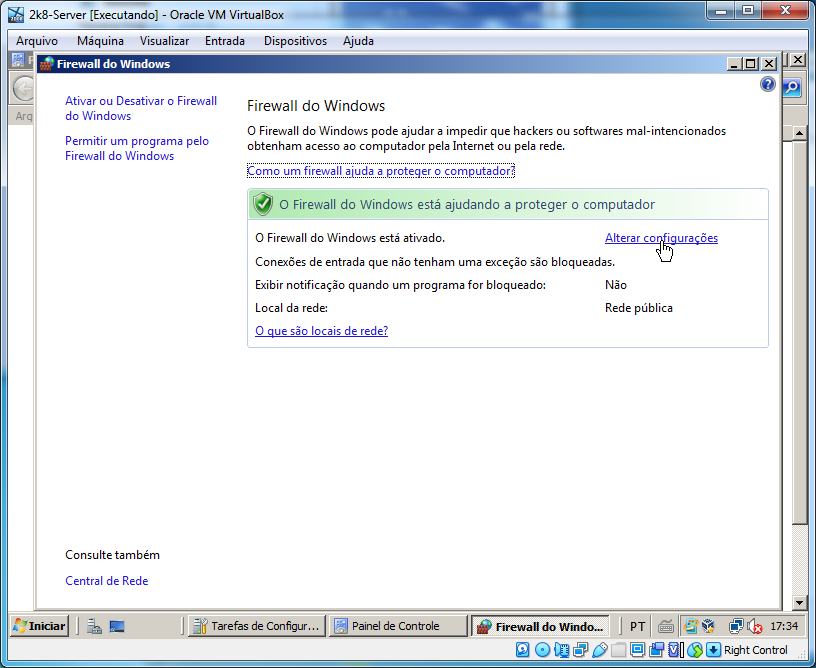 2k8-Server [Executando] - Oracle VM VirtualBox
Arquivo Máquina Visualizar Entrada Dispositivos Ajuda
Firewall do Windows
Arq
Ativar ou Desativar o Firewall
do Windows
Permitir um programa pelo
Firewall do Windows
Firewall do Windows
O Firewall do Windows pode ajudar a impedir que hackers ou softwares mal-intencionados
obtenham acesso ao computador pela Internet ou pela rede.
Como um firewall ajuda a proteger o computador?
O Firewall do Windows está ajudando a proteger o computador
O Firewall do Windows está ativado. Alterar configurações
Conexões de entrada que não tenham uma exceção são bloqueadas.
Exibir notificação quando um programa for bloqueado: Não
Local da rede: Rede pública
O que são locais de rede?
Consulte também
Central de Rede
Iniciar Tarefas de Configur... Painel de Controle Firewall do Windo... PT 17:34
Right Control